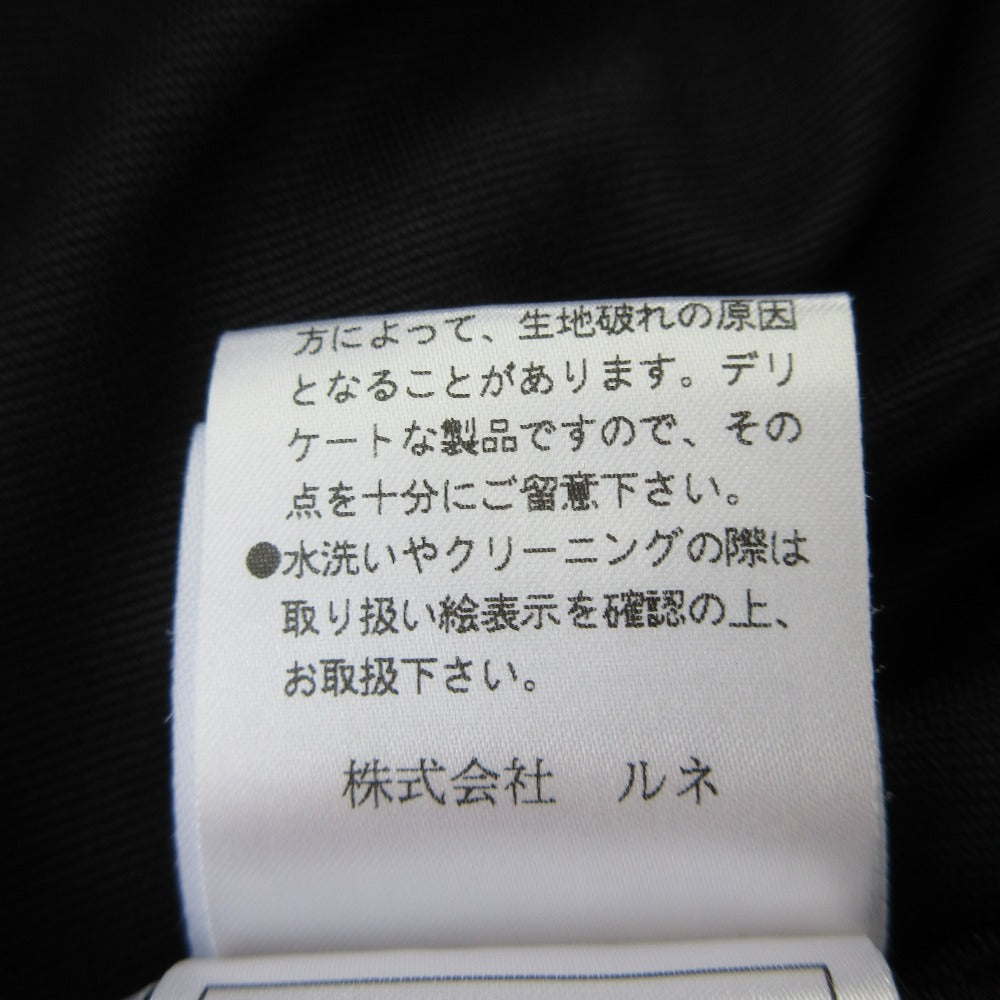 方によって、生地破れの原因
となることがあります。デリ
ケートな製品ですので、その
点を十分にご留意下さい。
●水洗いやクリーニングの際は
取り扱い絵表示を確認の上、
お取扱下さい。
株式会社　ルネ